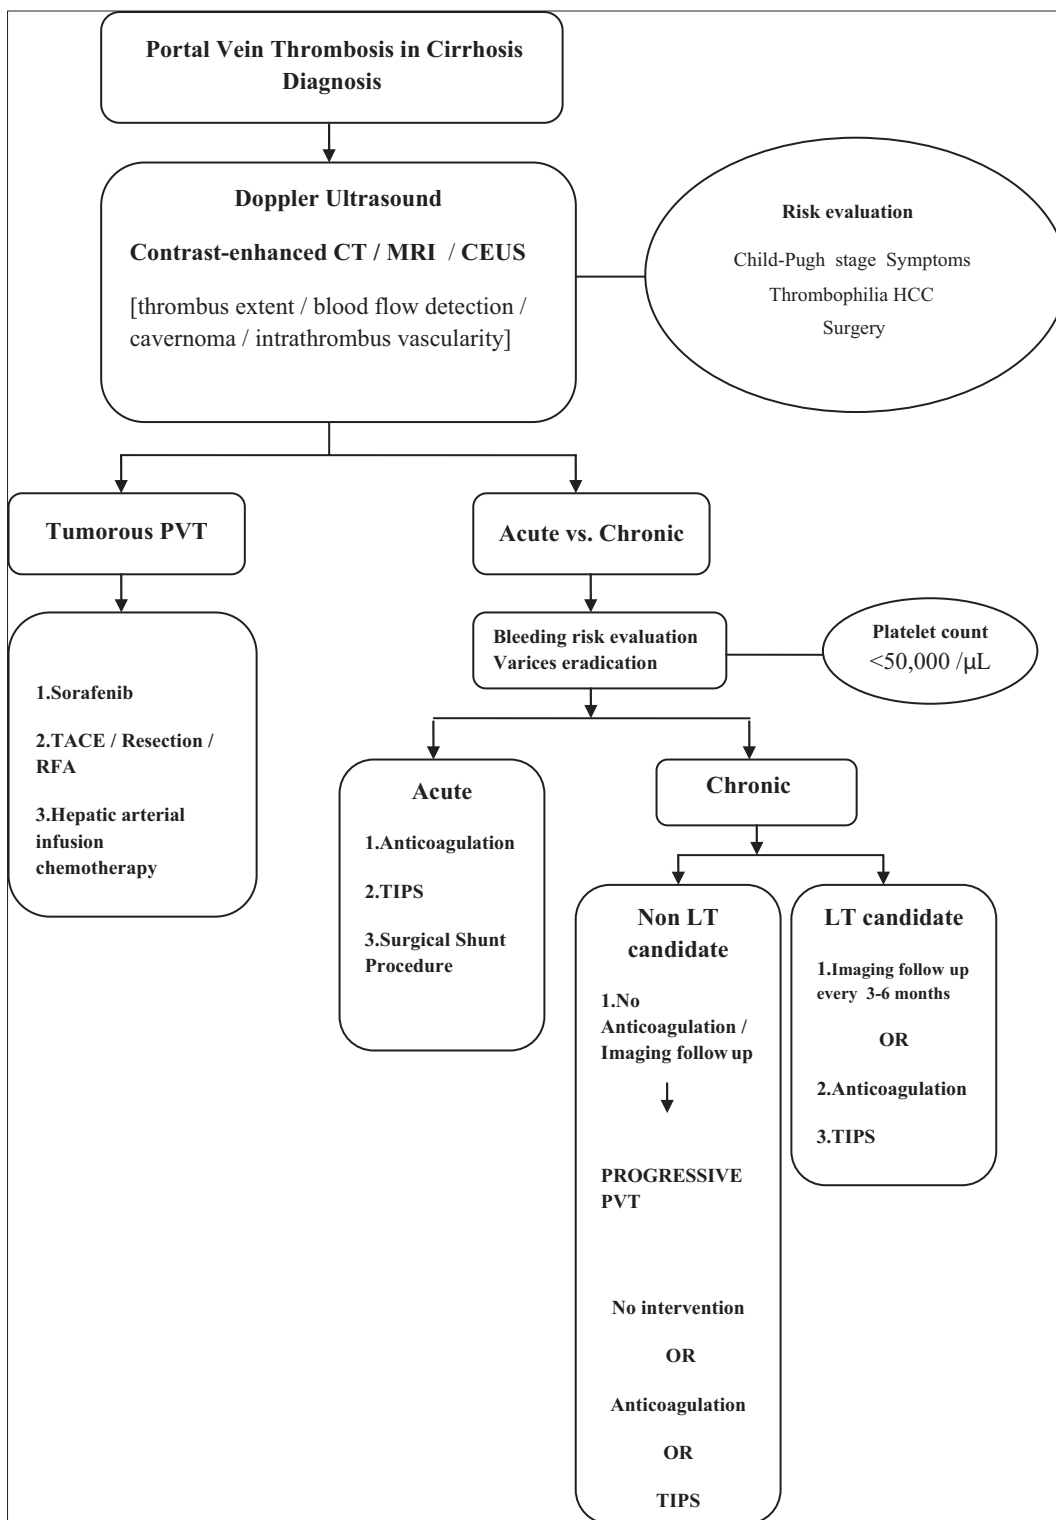 Portal Vein Thrombosis in Cirrhosis
Diagnosis
Doppler Ultrasound
Contrast-enhanced CT / MRI / CEUS
[thrombus extent / blood flow detection /
cavernoma / intrathrombus vascularity]
Risk evaluation
Child-Pugh stage Symptoms
Thrombophilia HCC
Surgery
Tumorous PVT
Acute vs. Chronic
1.Sorafenib
2.TACE / Resection /
RFA
3.Hepatic arterial
infusion
chemotherapy
Bleeding risk evaluation
Varices eradication
Platelet count
<50,000 /µL
Acute
1.Anticoagulation
2.TIPS
3.Surgical Shunt
Procedure
Chronic
Non LT
candidate
1.No
Anticoagulation /
Imaging follow up
PROGRESSIVE
PVT
No intervention
OR
Anticoagulation
OR
TIPS
LT candidate
1.Imaging follow up
every 3-6 months
OR
2.Anticoagulation
3.TIPS